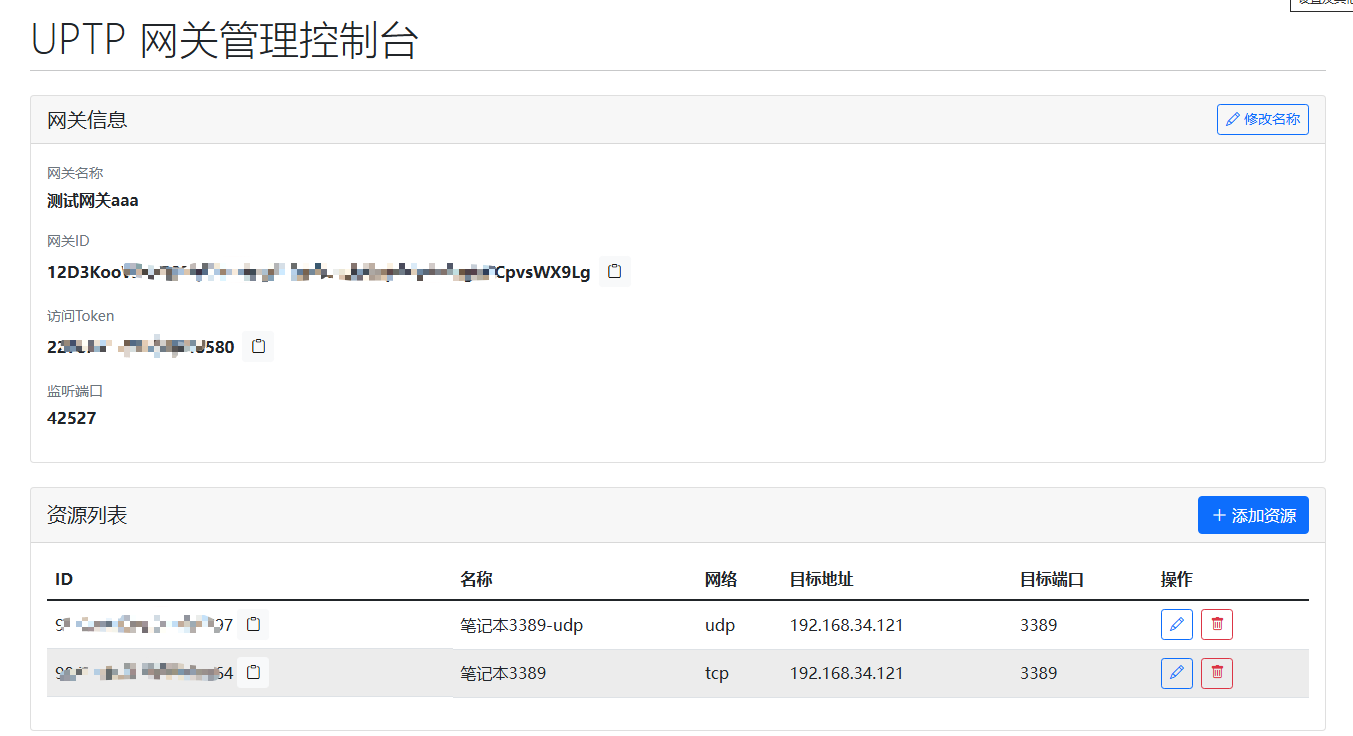 UPTP 网关管理控制台
网关信息
修改名称
网关名称
测试网关aaa
网关ID
12D3Koo CpvsWX9Lg
访问Token
22 580
监听端口
42527
资源列表
添加资源
ID 名称 网络 目标地址 目标端口 操作
9 97 笔记本3389-udp udp 192.168.34.121 3389
9 54 笔记本3389 tcp 192.168.34.121 3389